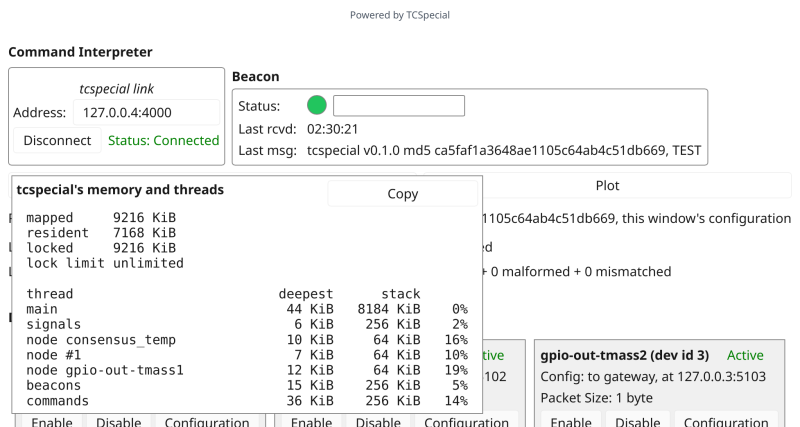 Powered by TCSpecial
Command Interpreter
tcspecial link
Address: 127.0.0.4:4000
Disconnect Status: Connected
Beacon
Status:
Last rcvd: 02:30:21
Last msg: tcspecial v0.1.0 md5 ca5faf1a3648ae1105c64ab4c51db669, TEST
Plot
1105c64ab4c51db669, this window's configuration
+ 0 malformed + 0 mismatched
tcspecial's memory and threads
Copy
mapped 9216 KiB
resident 7168 KiB
locked 9216 KiB
lock limit unlimited
thread deepest stack
main 44 KiB 8184 KiB 0%
signals 6 KiB 256 KiB 2%
node consensus_temp 10 KiB 64 KiB 16%
node #1 7 KiB 64 KiB 10%
node gpio-out-tmass1 12 KiB 64 KiB 19%
beacons 15 KiB 256 KiB 5%
commands 36 KiB 256 KiB 14%
gpio-out-tmass2 (dev id 3) Active
Config: to gateway, at 127.0.0.3:5103
Packet Size: 1 byte
Enable Disable Configuration
Enable Disable Configuration
Enable Disable Configuration